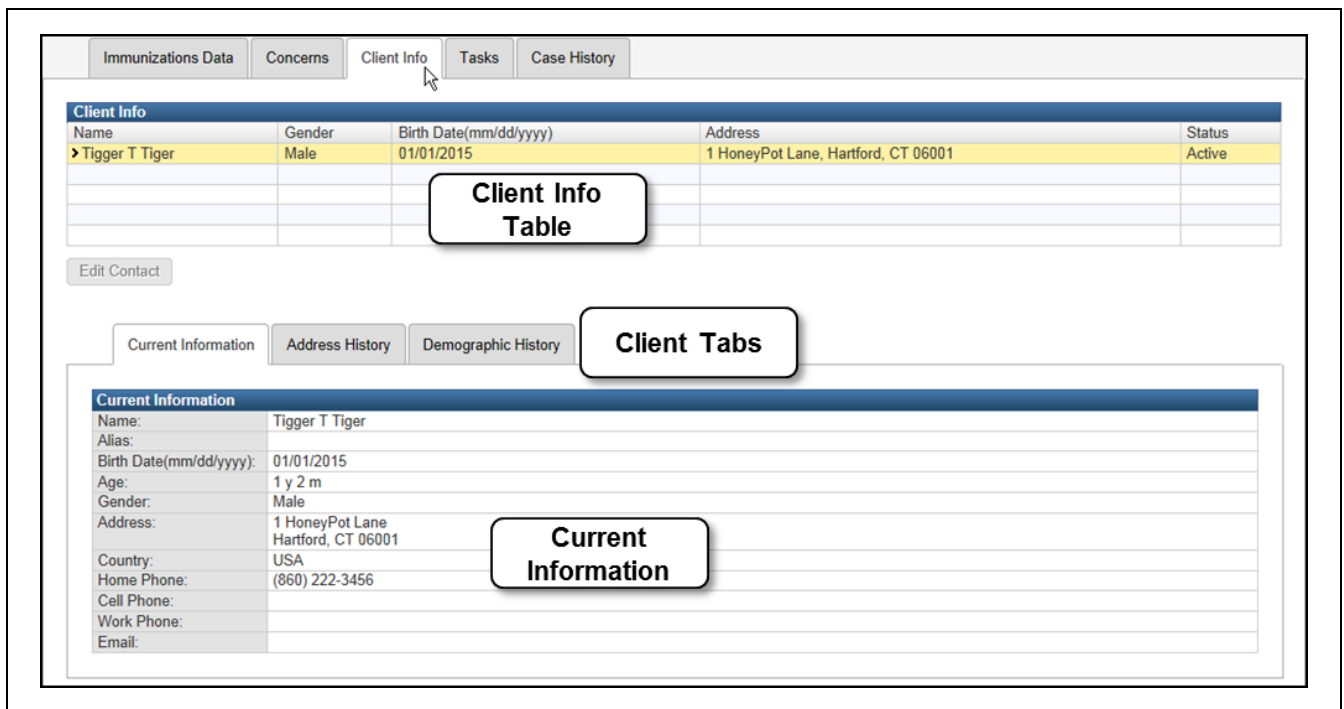 Immunizations Data Concerns Client Info Tasks Case History
Client Info
Name Gender Birth Date(mm/dd/yyyy) Address Status
Tigger T Tiger Male 01/01/2015 1 HoneyPot Lane, Hartford, CT 06001 Active
Client Info
Table
Edit Contact
Current Information Address History Demographic History
Client Tabs
Current Information
Name: Tigger T Tiger
Alias:
Birth Date(mm/dd/yyyy): 01/01/2015
Age: 1 y 2 m
Gender: Male
Address: 1 HoneyPot Lane
Hartford, CT 06001
Current
Information
Country: USA
Home Phone: (860) 222-3456
Cell Phone:
Work Phone:
Email: